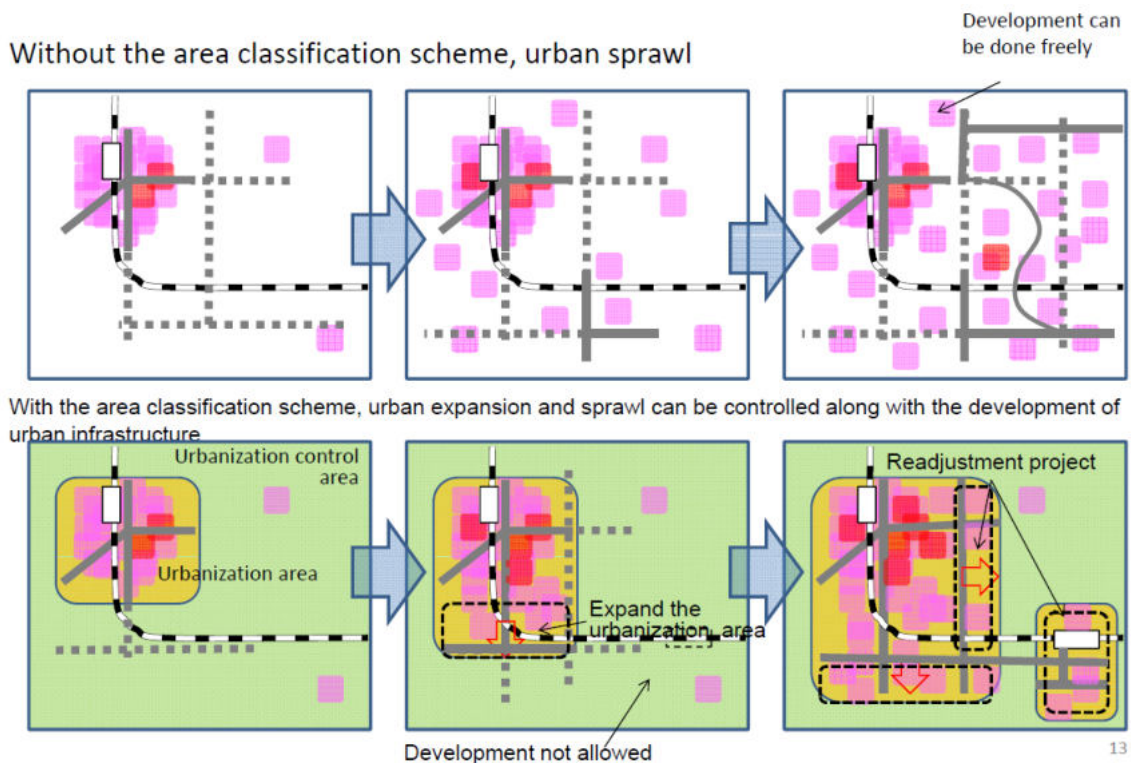 Development can
be done freely
Without the area classification scheme, urban sprawl
With the area classification scheme, urban expansion and sprawl can be controlled along with the development of
urban infrastructure
Urbanization control
area
Urbanization area
Expand the
urbanization area
Readjustment project
Development not allowed
13